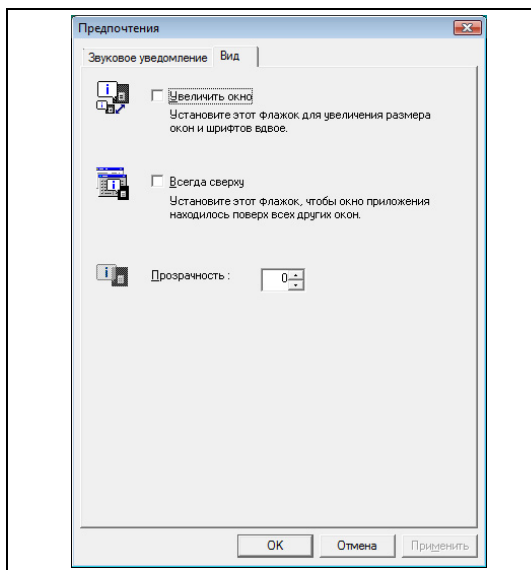 Предпочтения
Звуковое уведомление Вид
Увеличить окно
Установите этот флажок для увеличения размера
окон и шрифтов вдвое.
Всегда сверху
Установите этот флажок, чтобы окно приложения
находилось поверх всех других окон.
Прозрачность : 0
OK Отмена Применить